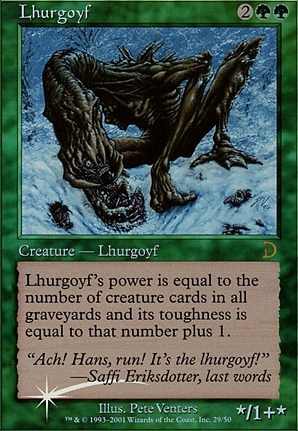 Lhurgoyf 2
Creature — Lhurgoyf D
Lhurgoyf's power is equal to the
number of creature cards in all
graveyards and its toughness is
equal to that number plus 1.
"Ach! Hans, run! It's the lhurgoyf!"
—Saffi Eriksdotter, last words
Illus. Pete Venters
™ & © 1993–2001 Wizards of the Coast, Inc. 29/50
*/1+*